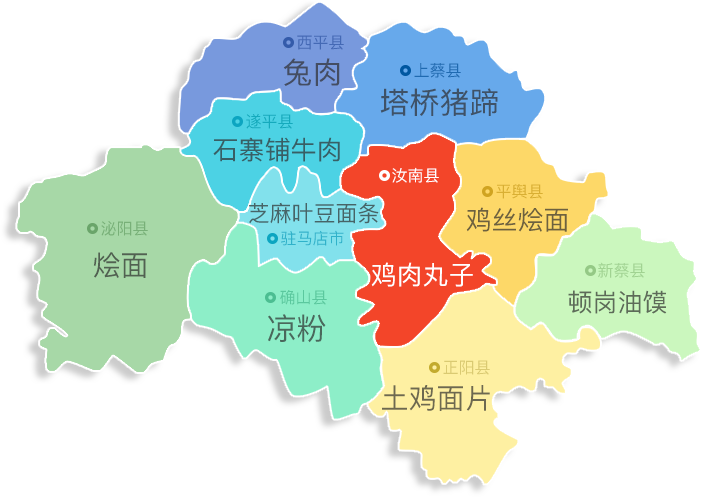 西平县
兔肉
上蔡县
塔桥猪蹄
遂平县
石寨铺牛肉
汝南县
鸡肉丸子
平舆县
鸡丝烩面
芝麻叶豆面条
驻马店市
泌阳县
烩面
新蔡县
顿岗油馍
确山县
凉粉
正阳县
土鸡面片